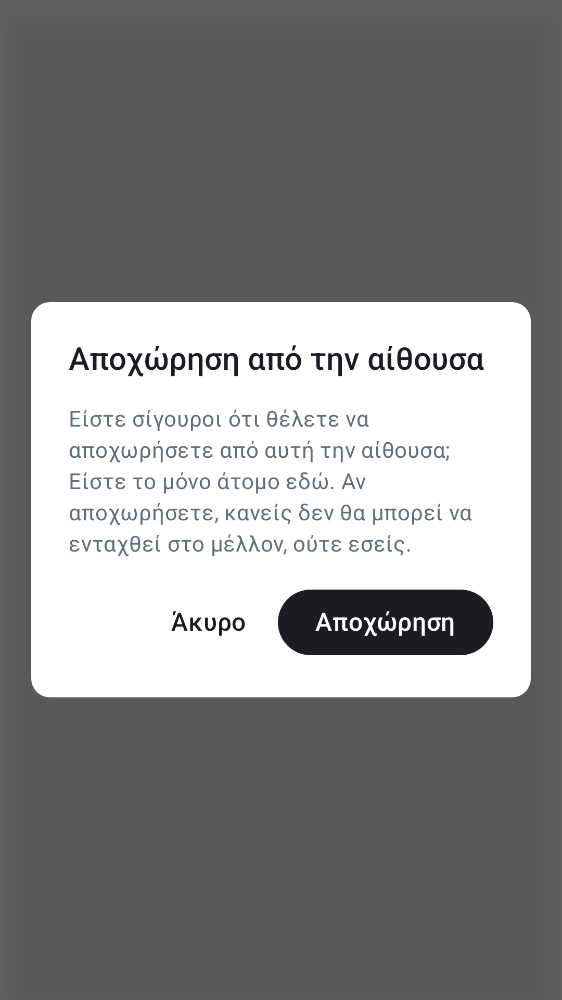 Αποχώρηση από την αίθουσα
Είστε σίγουροι ότι θέλετε να
αποχωρήσετε από αυτή την αίθουσα;
Είστε το μόνο άτομο εδώ. Αν
αποχωρήσετε, κανείς δεν θα μπορεί να
ενταχθεί στο μέλλον, ούτε εσείς.
Άκυρο
Αποχώρηση